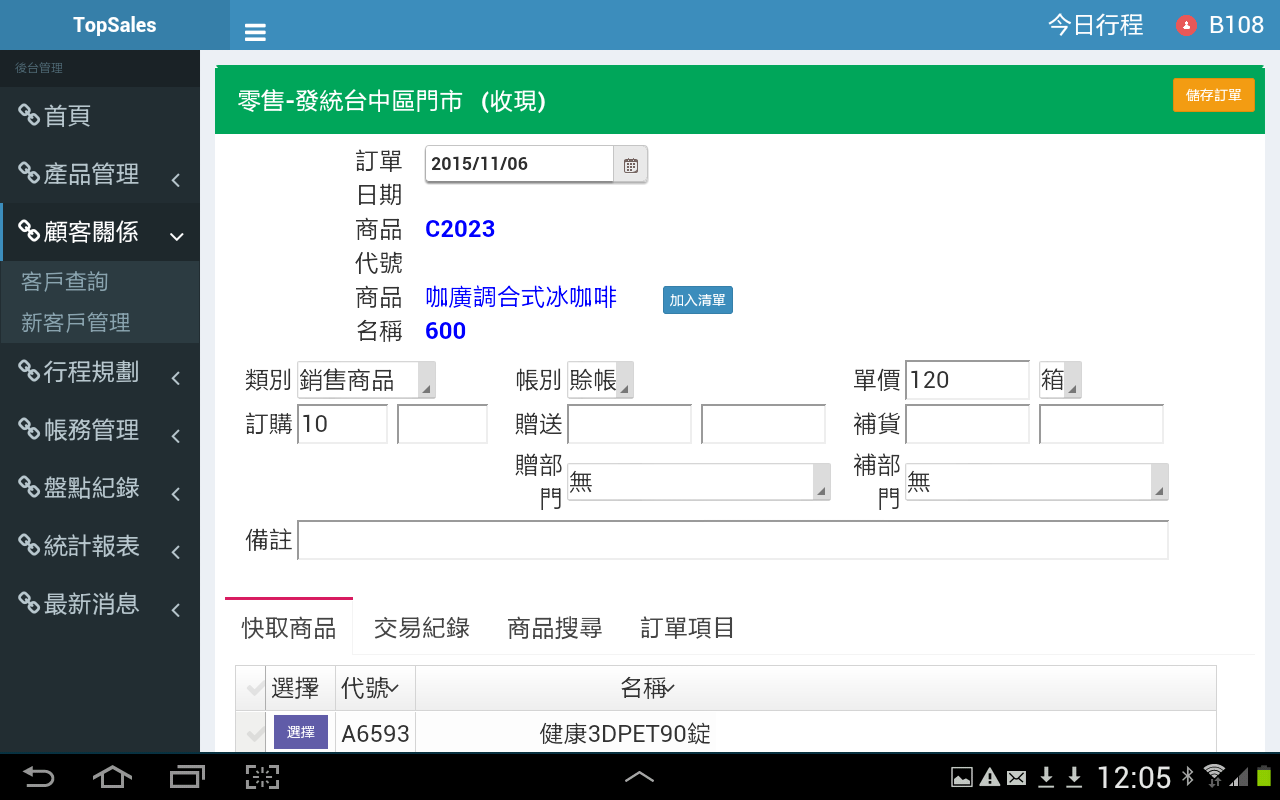 TopSales
今日行程
B108
後台管理
首頁
產品管理
顧客關係
客戶查詢
新客戶管理
行程規劃
帳務管理
盤點紀錄
統計報表
最新消息
零售-發統台中區門市 (收現)
儲存訂單
訂單
日期
2015/11/06
商品
代號
C2023
商品
名稱
咖廣調合式冰咖啡
600
加入清單
類別 銷售商品 帳別 賒帳 單價 120 箱
訂購 10 贈送 補貨
贈部
門
無
補部
門
無
備註
快取商品 交易紀錄 商品搜尋 訂單項目
選擇 代號 名稱
選擇 A6593 健康3DPET90錠
12:05